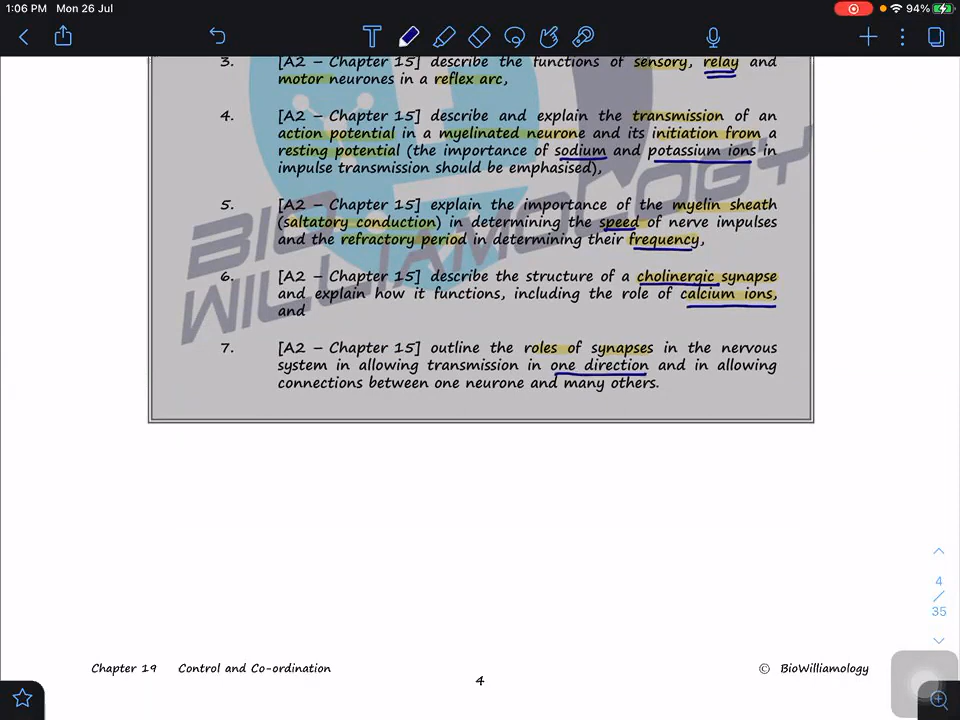 1:06 PM Mon 26 Jul
94%
3. [A2 – Chapter 15] describe the functions of sensory, relay and
motor neurones in a reflex arc,
4. [A2 – Chapter 15] describe and explain the transmission of an
action potential in a myelinated neurone and its initiation from a
resting potential (the importance of sodium and potassium ions in
impulse transmission should be emphasised),
5. [A2 – Chapter 15] explain the importance of the myelin sheath
(saltatory conduction) in determining the speed of nerve impulses
and the refractory period in determining their frequency,
6. [A2 – Chapter 15] describe the structure of a cholinergic synapse
and explain how it functions, including the role of calcium ions,
and
7. [A2 – Chapter 15] outline the roles of synapses in the nervous
system in allowing transmission in one direction and in allowing
connections between one neurone and many others.
BIO
WILLIAMOLOGY
4
/
35
Chapter 19 Control and Co-ordination © BioWilliamology
4